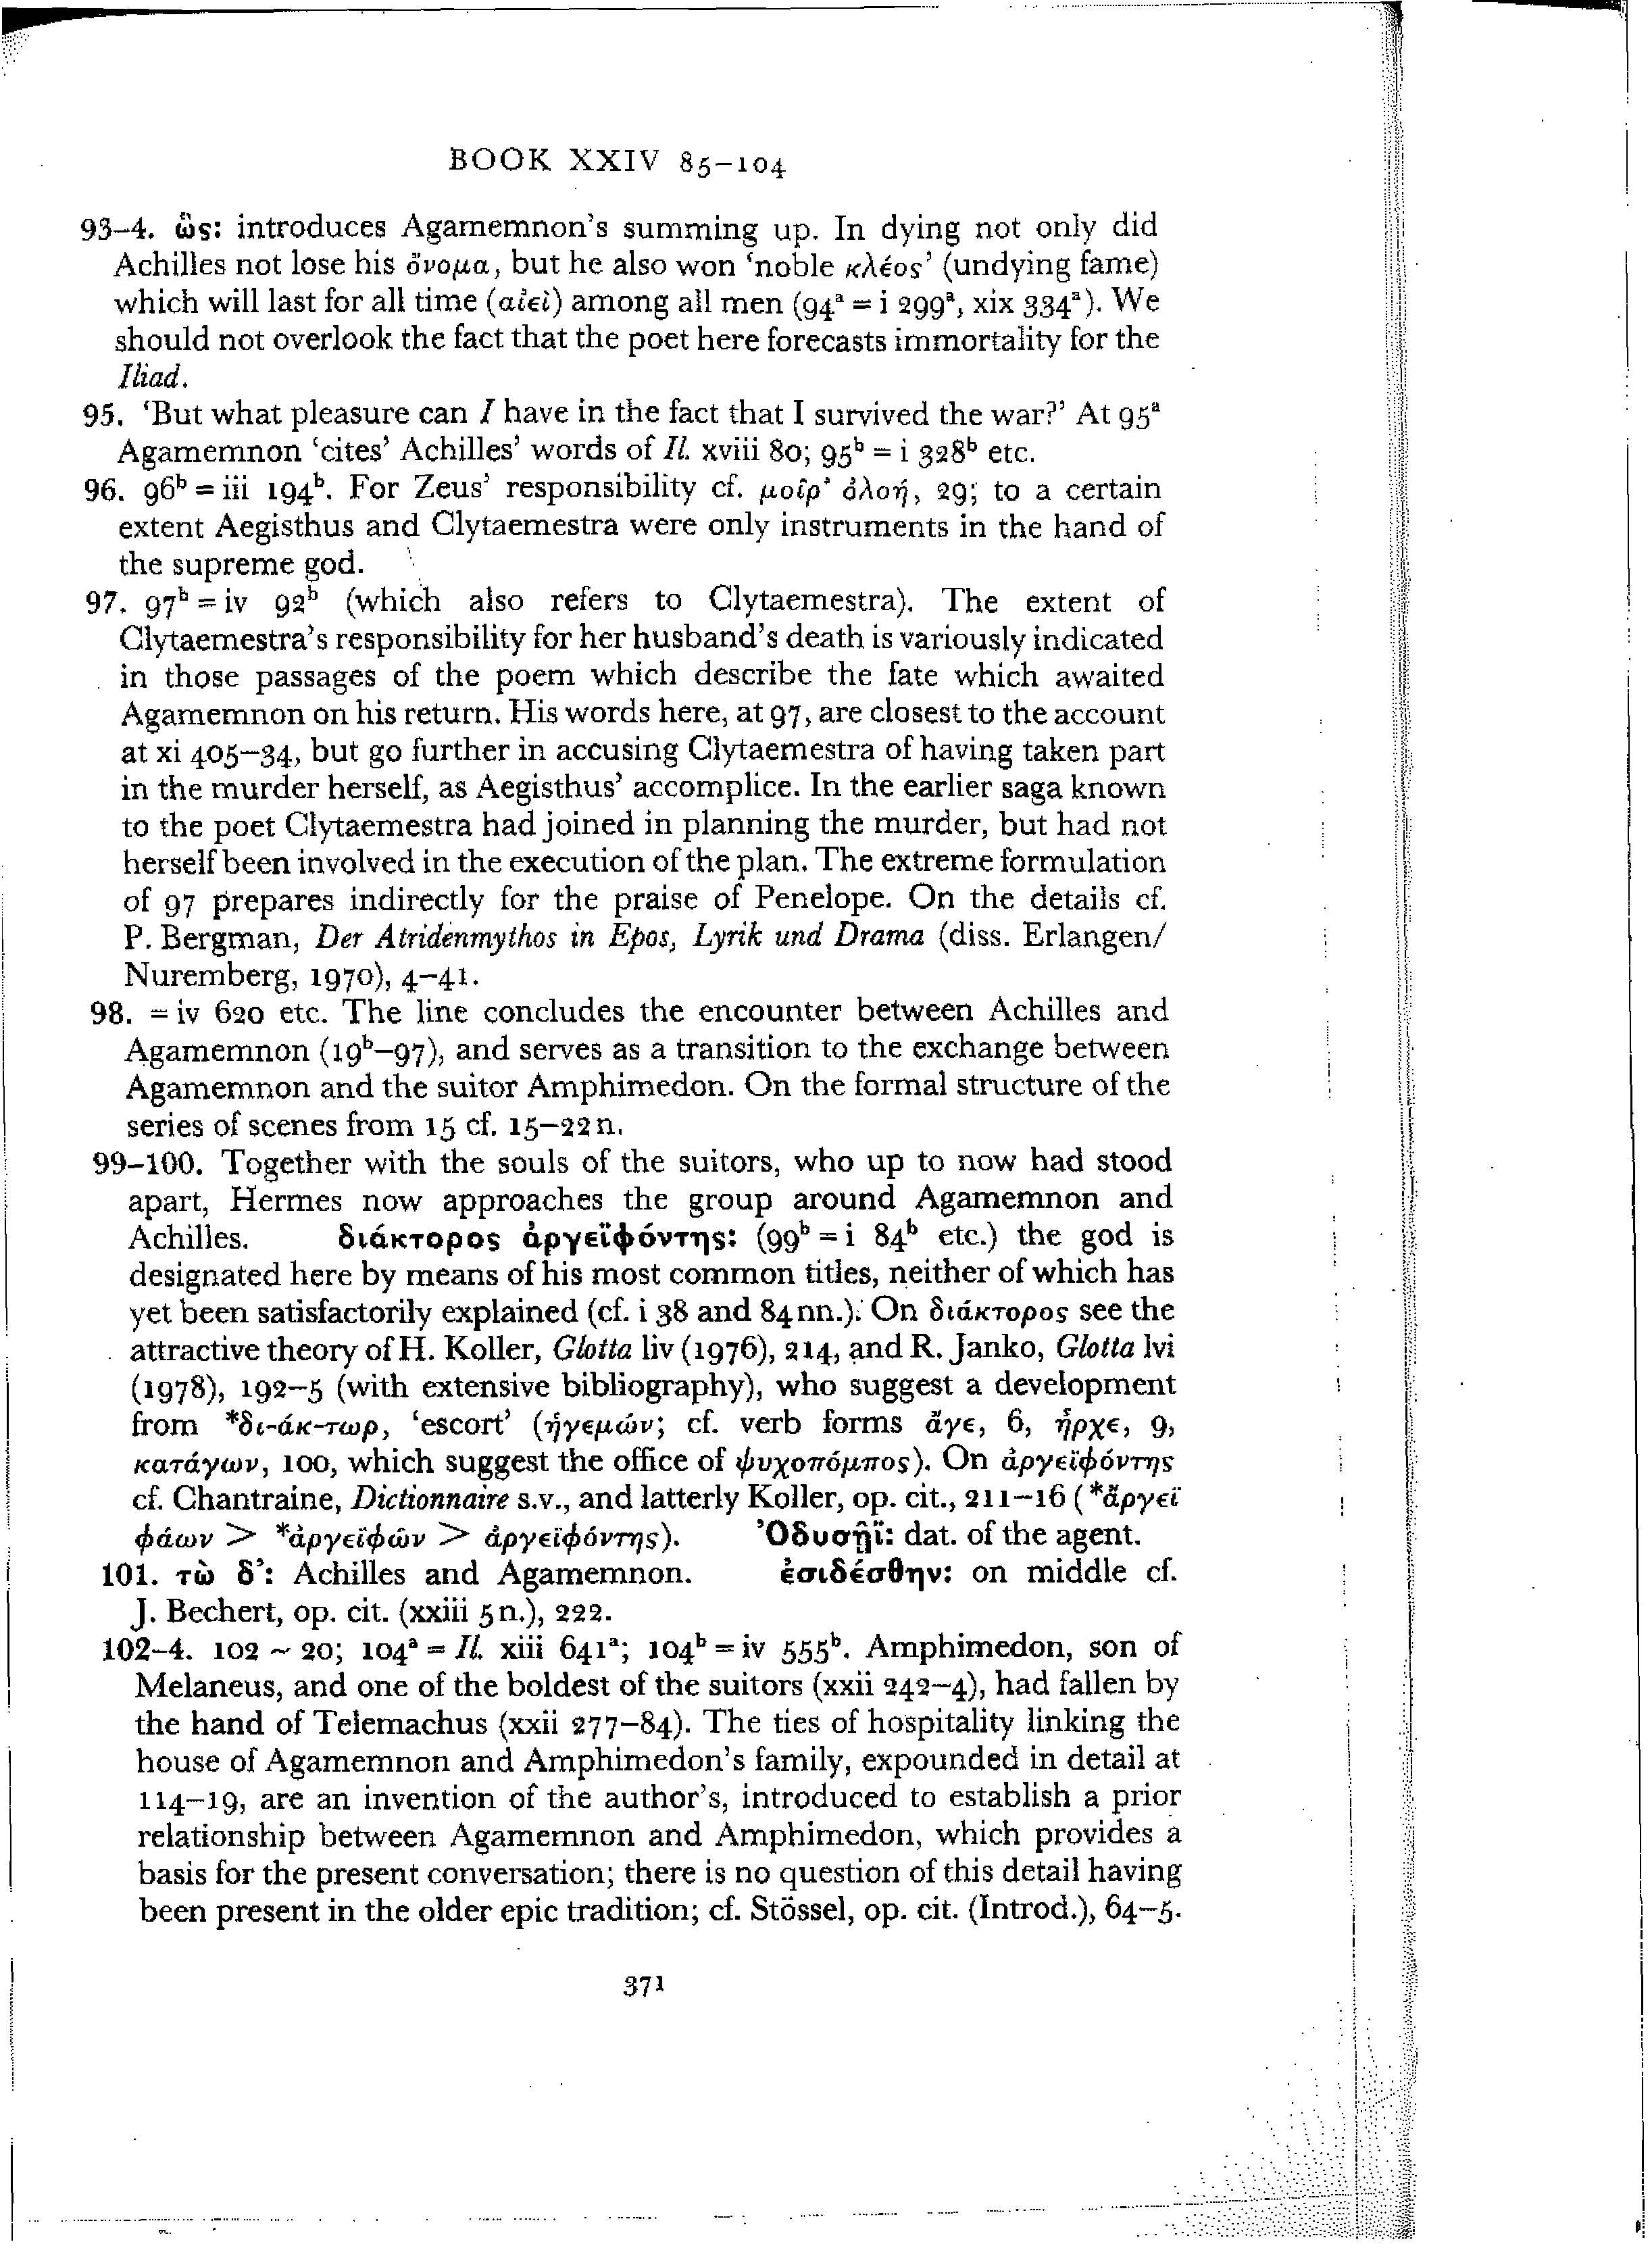 BOOK XXIV 85–104
93–4. ὣς: introduces Agamemnon's summing up. In dying not only did
Achilles not lose his ὄνομα, but he also won 'noble κλέος' (undying fame)
which will last for all time (αἰεὶ) among all men (94ᵃ = i 299ᵃ, xix 334ᵃ). We
should not overlook the fact that the poet here forecasts immortality for the
Iliad.
95. 'But what pleasure can I have in the fact that I survived the war?' At 95ᵃ
Agamemnon 'cites' Achilles' words of Il. xviii 80; 95ᵇ = i 328ᵇ etc.
96. 96ᵇ = iii 194ᵇ. For Zeus' responsibility cf. μοῖρ' ὀλοή, 29; to a certain
extent Aegisthus and Clytaemestra were only instruments in the hand of
the supreme god.
97. 97ᵇ = iv 92ᵇ (which also refers to Clytaemestra). The extent of
Clytaemestra's responsibility for her husband's death is variously indicated
in those passages of the poem which describe the fate which awaited
Agamemnon on his return. His words here, at 97, are closest to the account
at xi 405–34, but go further in accusing Clytaemestra of having taken part
in the murder herself, as Aegisthus' accomplice. In the earlier saga known
to the poet Clytaemestra had joined in planning the murder, but had not
herself been involved in the execution of the plan. The extreme formulation
of 97 prepares indirectly for the praise of Penelope. On the details cf.
P. Bergman, Der Atridenmythos in Epos, Lyrik und Drama (diss. Erlangen/
Nuremberg, 1970), 4–41.
98. = iv 620 etc. The line concludes the encounter between Achilles and
Agamemnon (19ᵇ–97), and serves as a transition to the exchange between
Agamemnon and the suitor Amphimedon. On the formal structure of the
series of scenes from 15 cf. 15–22 n.
99–100. Together with the souls of the suitors, who up to now had stood
apart, Hermes now approaches the group around Agamemnon and
Achilles. διάκτορος ἀργεϊφόντης: (99ᵇ = i 84ᵇ etc.) the god is
designated here by means of his most common titles, neither of which has
yet been satisfactorily explained (cf. i 38 and 84 nn.). On διάκτορος see the
attractive theory of H. Koller, Glotta liv (1976), 214, and R. Janko, Glotta lvi
(1978), 192–5 (with extensive bibliography), who suggest a development
from *δι-άκ-τωρ, 'escort' (ἡγεμών; cf. verb forms ἄγε, 6, ἦρχε, 9,
κατάγων, 100, which suggest the office of ψυχοπόμπος). On ἀργεϊφόντης
cf. Chantraine, Dictionnaire s.v., and latterly Koller, op. cit., 211–16 (*ἄργεϊ
φάων > *ἀργεϊφῶν > ἀργεϊφόντης). Ὀδυσῆϊ: dat. of the agent.
101. τὼ δ': Achilles and Agamemnon. ἐσιδέσθην: on middle cf.
J. Bechert, op. cit. (xxiii 5 n.), 222.
102–4. 102 ~ 20; 104ᵃ = Il. xiii 641ᵃ; 104ᵇ = iv 555ᵇ. Amphimedon, son of
Melaneus, and one of the boldest of the suitors (xxii 242–4), had fallen by
the hand of Telemachus (xxii 277–84). The ties of hospitality linking the
house of Agamemnon and Amphimedon's family, expounded in detail at
114–19, are an invention of the author's, introduced to establish a prior
relationship between Agamemnon and Amphimedon, which provides a
basis for the present conversation; there is no question of this detail having
been present in the older epic tradition; cf. Stössel, op. cit. (Introd.), 64–5.
371